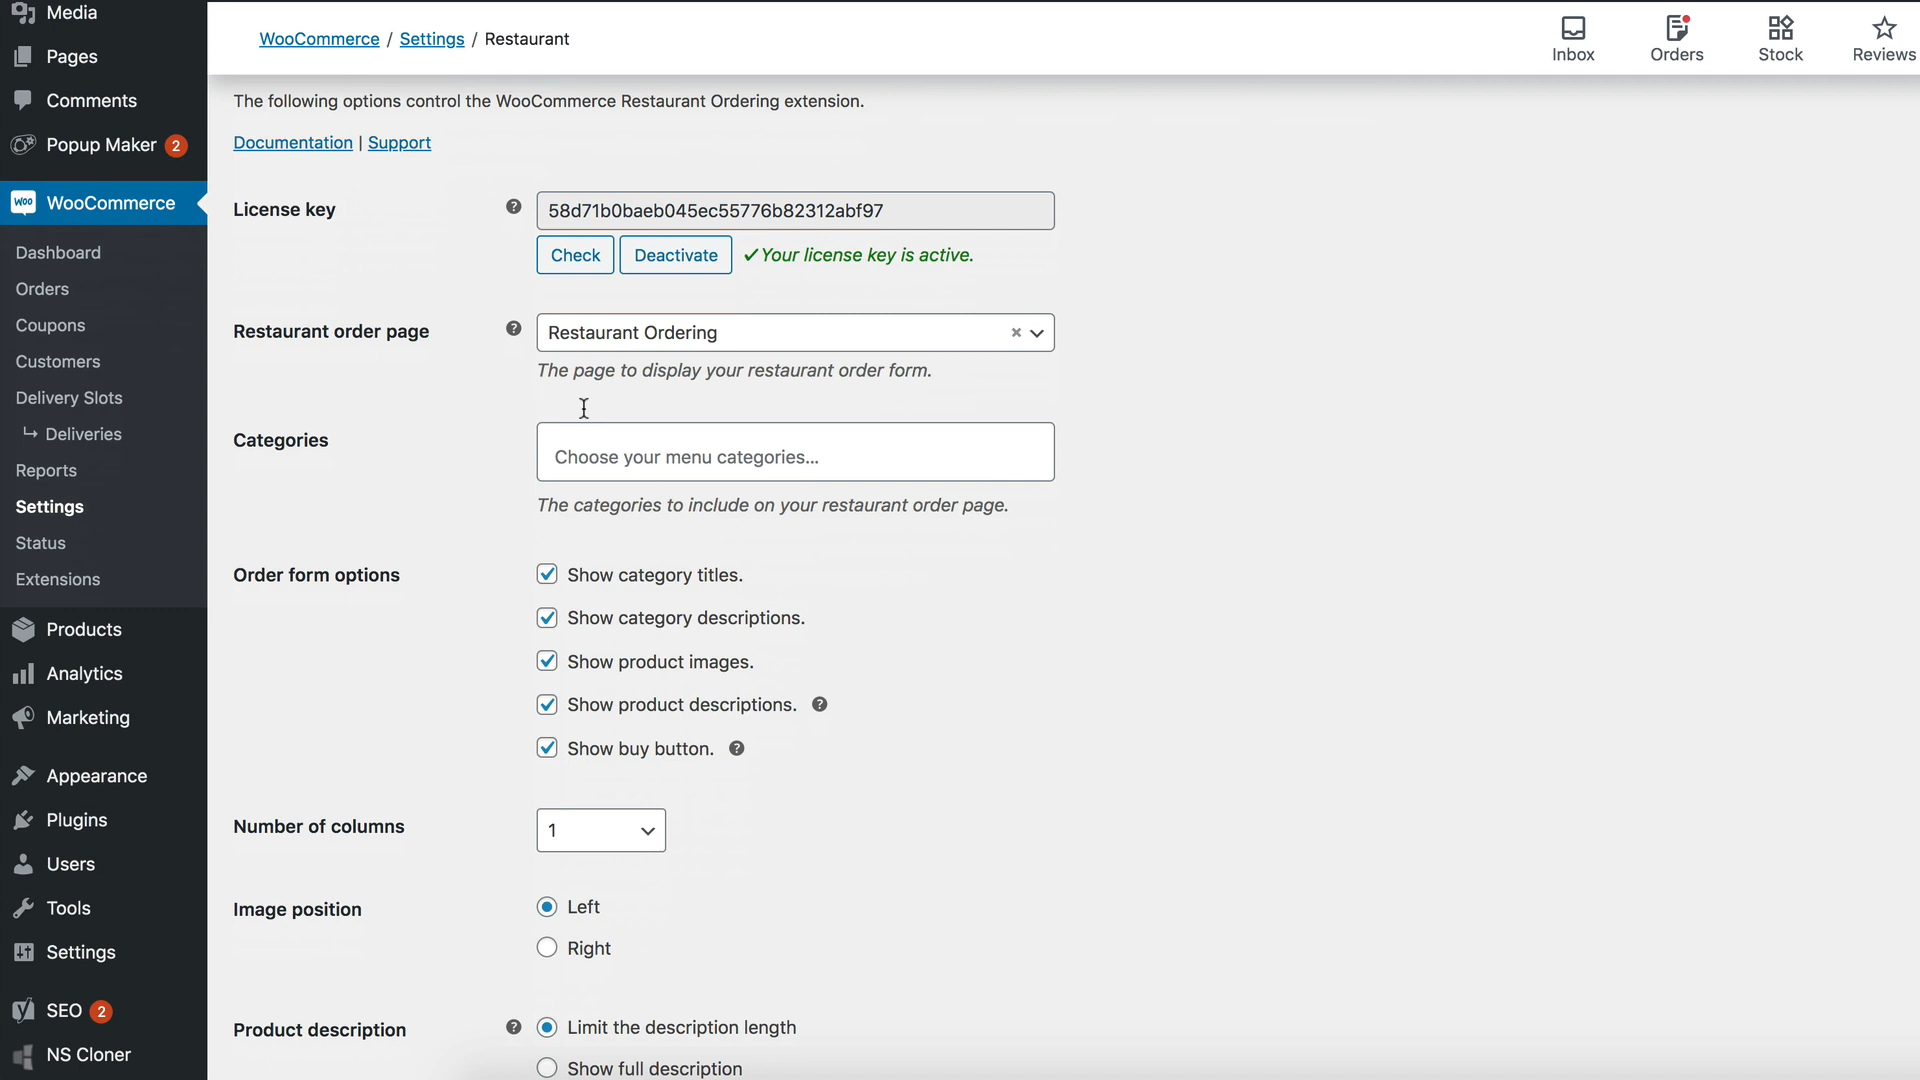 Media
Pages
Comments
Popup Maker 2
WOO WooCommerce
Dashboard
Orders
Coupons
Customers
Delivery Slots
↳ Deliveries
Reports
Settings
Status
Extensions
Products
Analytics
Marketing
Appearance
Plugins
Users
Tools
Settings
SEO 2
NS Cloner
WooCommerce / Settings / Restaurant
Inbox
Orders
Stock
Reviews
The following options control the WooCommerce Restaurant Ordering extension.
Documentation | Support
License key ? 58d71b0baeb045ec55776b82312abf97
Check Deactivate ✓Your license key is active.
Restaurant order page ? Restaurant Ordering ×
The page to display your restaurant order form.
Categories Choose your menu categories...
The categories to include on your restaurant order page.
Order form options Show category titles.
Show category descriptions.
Show product images.
Show product descriptions. ?
Show buy button. ?
Number of columns 1
Image position Left
Right
Product description ? Limit the description length
Show full description